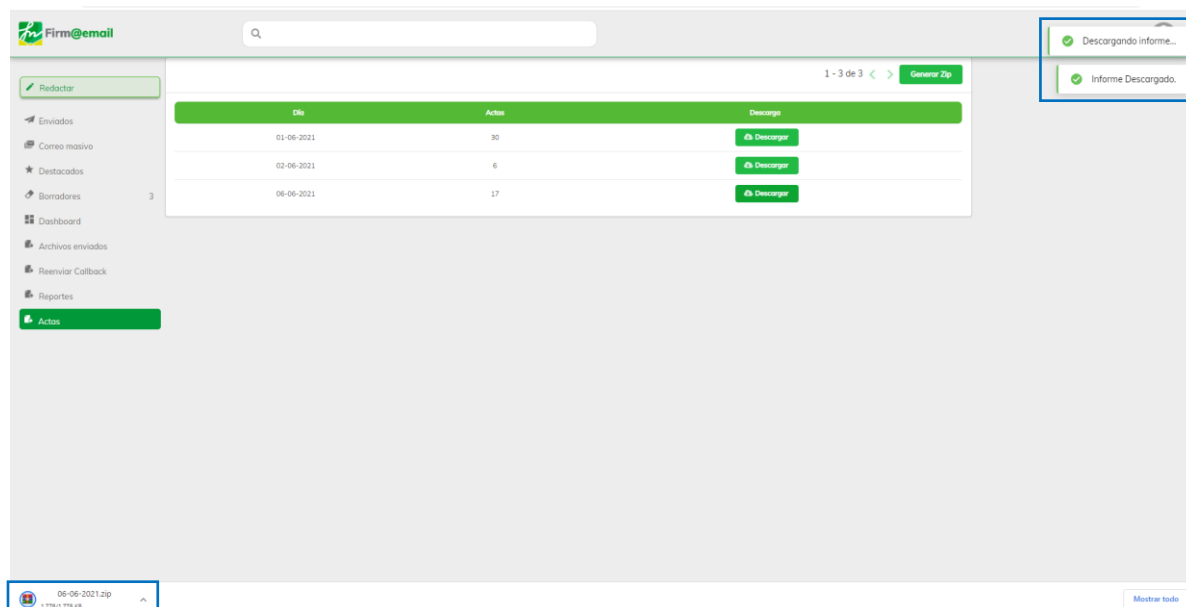 Firm@email
Descargando informe...
Informe Descargado.
1 - 3 de 3
Generar Zip
Redactar
Enviados
Correo masivo
Destacados
Borradores 3
Dashboard
Archivos enviados
Reenviar Callback
Reportes
Actas
Día Actas Descarga
01-06-2021 30 Descargar
02-06-2021 6 Descargar
06-06-2021 17 Descargar
06-06-2021.zip
Mostrar todo